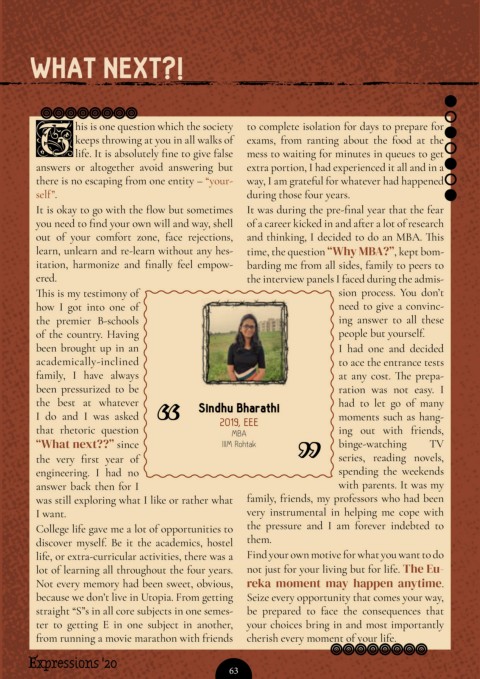 WHAT NEXT?!
This is one question which the society
keeps throwing at you in all walks of
life. It is absolutely fine to give false
answers or altogether avoid answering but
there is no escaping from one entity – “your-
self”.
It is okay to go with the flow but sometimes
you need to find your own will and way, shell
out of your comfort zone, face rejections,
learn, unlearn and re-learn without any hes-
itation, harmonize and finally feel empow-
ered.
This is my testimony of
how I got into one of
the premier B-schools
of the country. Having
been brought up in an
academically-inclined
family, I have always
been pressurized to be
the best at whatever
I do and I was asked
that rhetoric question
“What next??” since
the very first year of
engineering. I had no
answer back then for I
was still exploring what I like or rather what
I want.
College life gave me a lot of opportunities to
discover myself. Be it the academics, hostel
life, or extra-curricular activities, there was a
lot of learning all throughout the four years.
Not every memory had been sweet, obvious,
because we don’t live in Utopia. From getting
straight “S”s in all core subjects in one semes-
ter to getting E in one subject in another,
from running a movie marathon with friends
to complete isolation for days to prepare for
exams, from ranting about the food at the
mess to waiting for minutes in queues to get
extra portion, I had experienced it all and in a
way, I am grateful for whatever had happened
during those four years.
It was during the pre-final year that the fear
of a career kicked in and after a lot of research
and thinking, I decided to do an MBA. This
time, the question “Why MBA?”, kept bom-
barding me from all sides, family to peers to
the interview panels I faced during the admis-
sion process. You don’t
need to give a convinc-
ing answer to all these
people but yourself.
I had one and decided
to ace the entrance tests
at any cost. The prepa-
ration was not easy. I
had to let go of many
moments such as hang-
ing out with friends,
binge-watching TV
series, reading novels,
spending the weekends
with parents. It was my
family, friends, my professors who had been
very instrumental in helping me cope with
the pressure and I am forever indebted to
them.
Find your own motive for what you want to do
not just for your living but for life. The Eu-
reka moment may happen anytime.
Seize every opportunity that comes your way,
be prepared to face the consequences that
your choices bring in and most importantly
cherish every moment of your life.
Sindhu Bharathi
2019, EEE
MBA
IIM Rohtak
Expressions '20
63